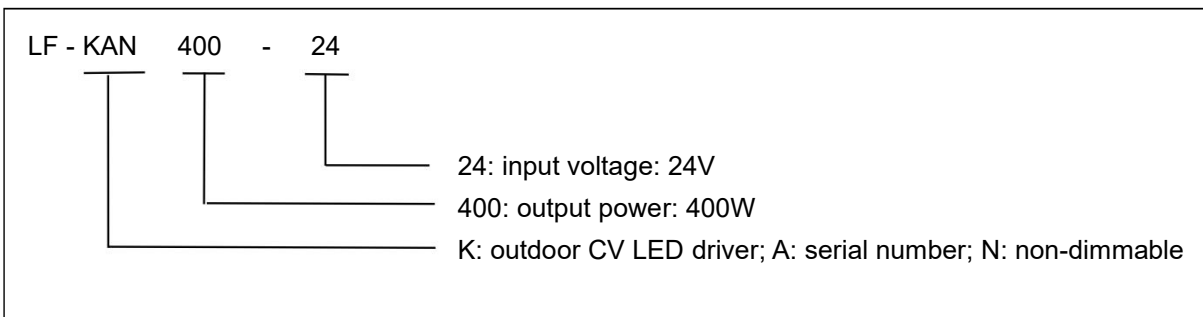 LF - KAN 400 - 24
24: input voltage: 24V
400: output power: 400W
K: outdoor CV LED driver; A: serial number; N: non-dimmable